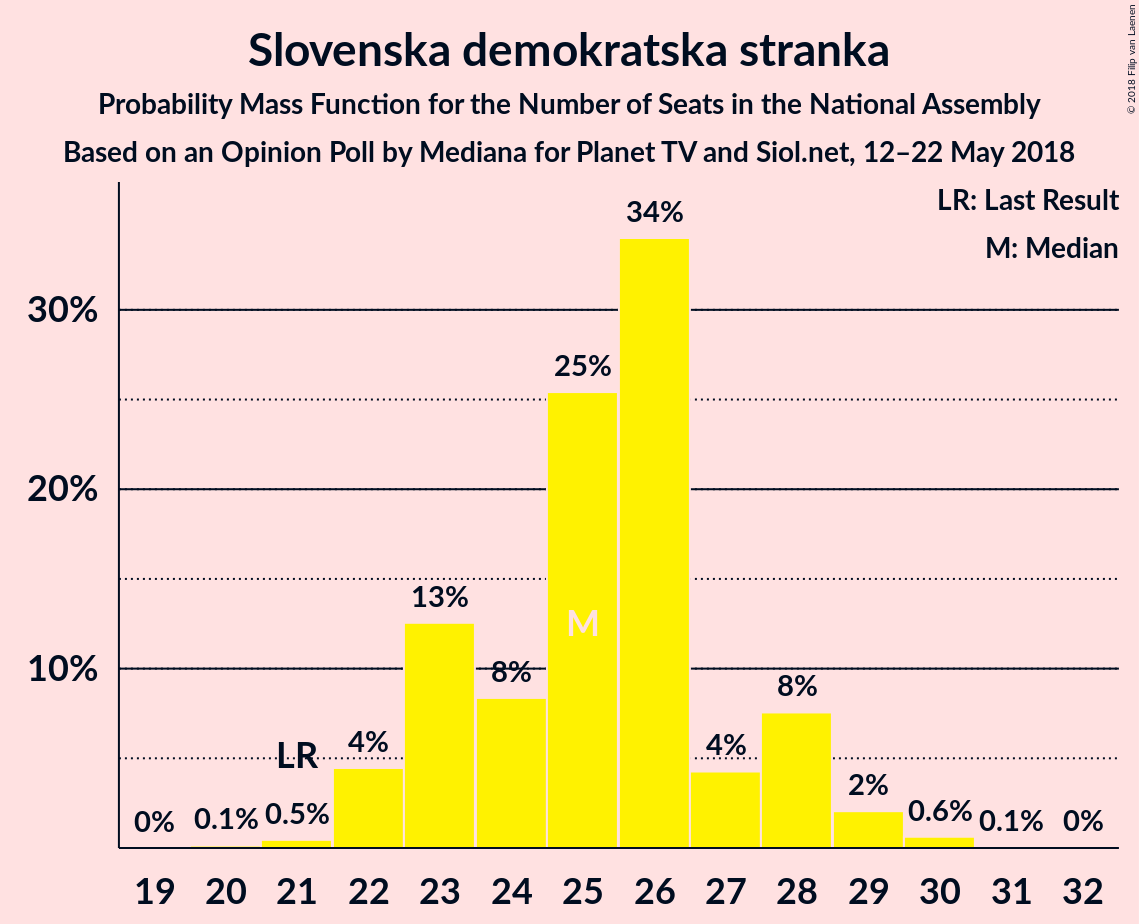 Slovenska demokratska stranka
Probability Mass Function for the Number of Seats in the National Assembly
Based on an Opinion Poll by Mediana for Planet TV and Siol.net, 12–22 May 2018
© 2018 Filip van Laenen
LR: Last Result
M: Median
34%
30%
25%
20%
13%
M
10%
8%
8%
4%
LR
4%
2%
0%
0.1%
0.5%
0.6%
0.1%
0%
19 20 21 22 23 24 25 26 27 28 29 30 31 32